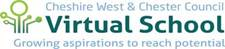 Cheshire West & Chester Council
Virtual School
Growing aspirations to reach potential